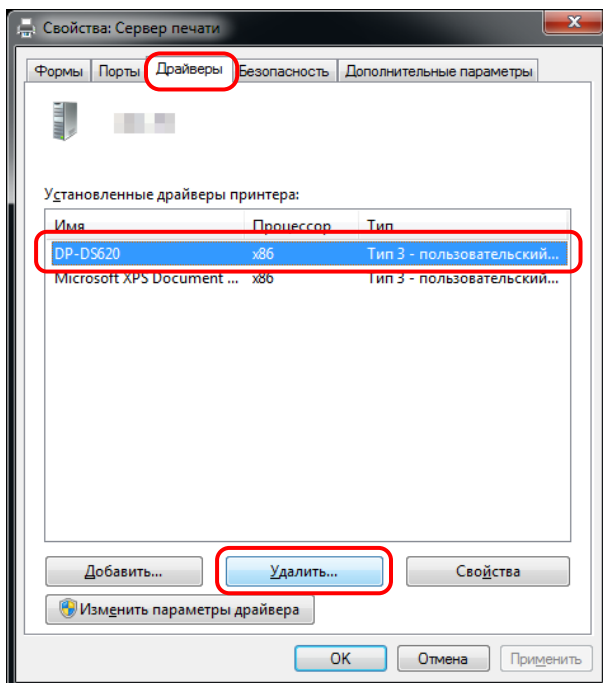 Свойства: Сервер печати
Формы Порты Драйверы Безопасность Дополнительные параметры
Установленные драйверы принтера:
Имя Процессор Тип
DP-DS620 x86 Тип 3 - пользовательский...
Microsoft XPS Document ... x86 Тип 3 - пользовательский...
Добавить... Удалить... Свойства
Изменить параметры драйвера
OK Отмена Применить